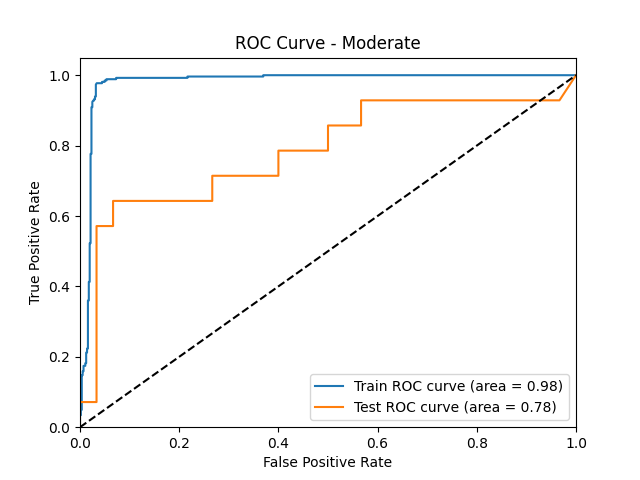 ROC Curve - Moderate
True Positive Rate
1.0
0.8
0.6
0.4
0.2
0.0
Train ROC curve (area = 0.98)
Test ROC curve (area = 0.78)
0.0 0.2 0.4 0.6 0.8 1.0
False Positive Rate